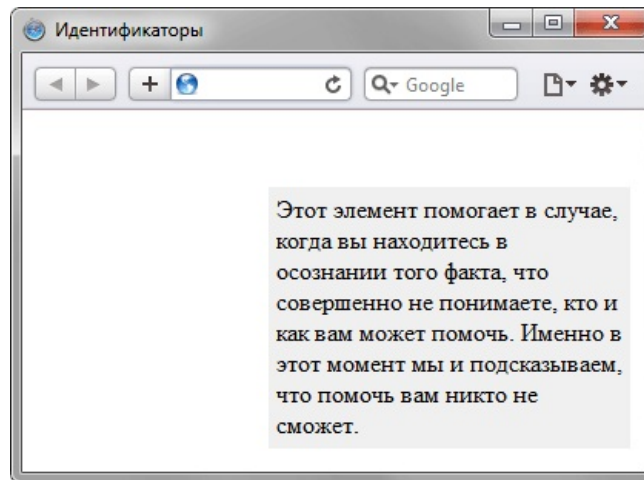 Идентификаторы
Google
Этот элемент помогает в случае,
когда вы находитесь в
осознании того факта, что
совершенно не понимаете, кто и
как вам может помочь. Именно в
этот момент мы и подсказываем,
что помочь вам никто не
сможет.